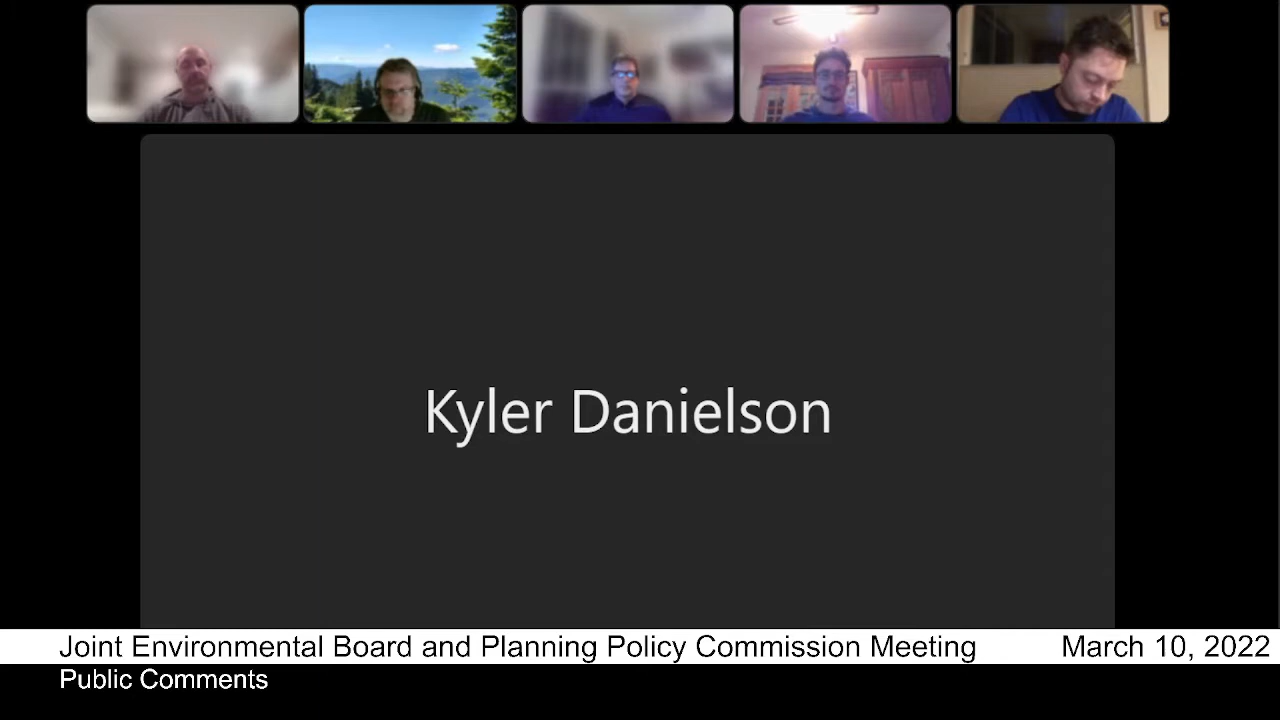 Kyler Danielson
Joint Environmental Board and Planning Policy Commission Meeting March 10, 2022
Public Comments